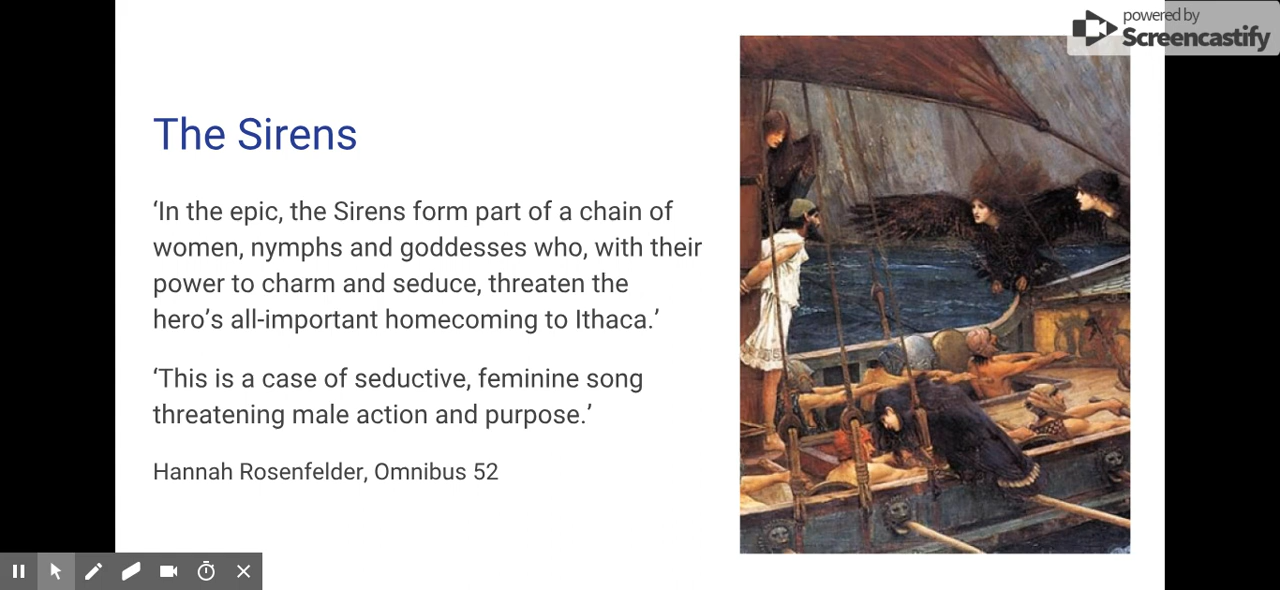 powered by
Screencastify
The Sirens
‘In the epic, the Sirens form part of a chain of
women, nymphs and goddesses who, with their
power to charm and seduce, threaten the
hero’s all-important homecoming to Ithaca.’
‘This is a case of seductive, feminine song
threatening male action and purpose.’
Hannah Rosenfelder, Omnibus 52